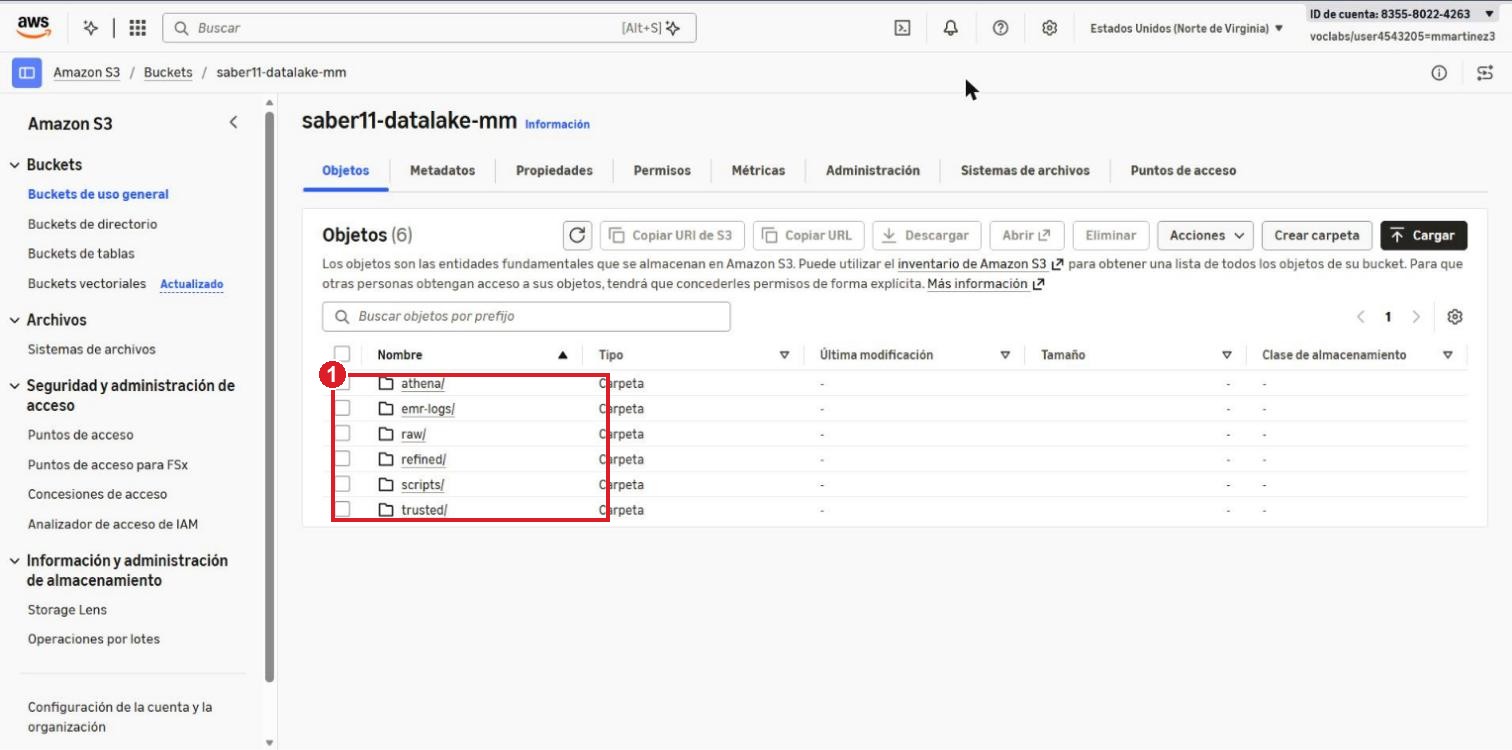 aws
Buscar
[Alt+S]
Estados Unidos (Norte de Virginia)
ID de cuenta: 8355-8022-4263
voclabs/user4543205=mmartinez3
Amazon S3 / Buckets / saber11-datalake-mm
Amazon S3
Buckets
Buckets de uso general
Buckets de directorio
Buckets de tablas
Buckets vectoriales Actualizado
Archivos
Sistemas de archivos
Seguridad y administración de
acceso
Puntos de acceso
Puntos de acceso para FSx
Concesiones de acceso
Analizador de acceso de IAM
Información y administración
de almacenamiento
Storage Lens
Operaciones por lotes
Configuración de la cuenta y la
organización
saber11-datalake-mm Información
Objetos Metadatos Propiedades Permisos Métricas Administración Sistemas de archivos Puntos de acceso
Objetos (6)
Copiar URI de S3 Copiar URL Descargar Abrir Eliminar Acciones Crear carpeta Cargar
Los objetos son las entidades fundamentales que se almacenan en Amazon S3. Puede utilizar el inventario de Amazon S3 para obtener una lista de todos los objetos de su bucket. Para que
otras personas obtengan acceso a sus objetos, tendrá que concederles permisos de forma explícita. Más información
Buscar objetos por prefijo
1
Nombre Tipo Última modificación Tamaño Clase de almacenamiento
1
athena/ Carpeta - - -
emr-logs/ Carpeta - - -
raw/ Carpeta - - -
refined/ Carpeta - - -
scripts/ Carpeta - - -
trusted/ Carpeta - - -